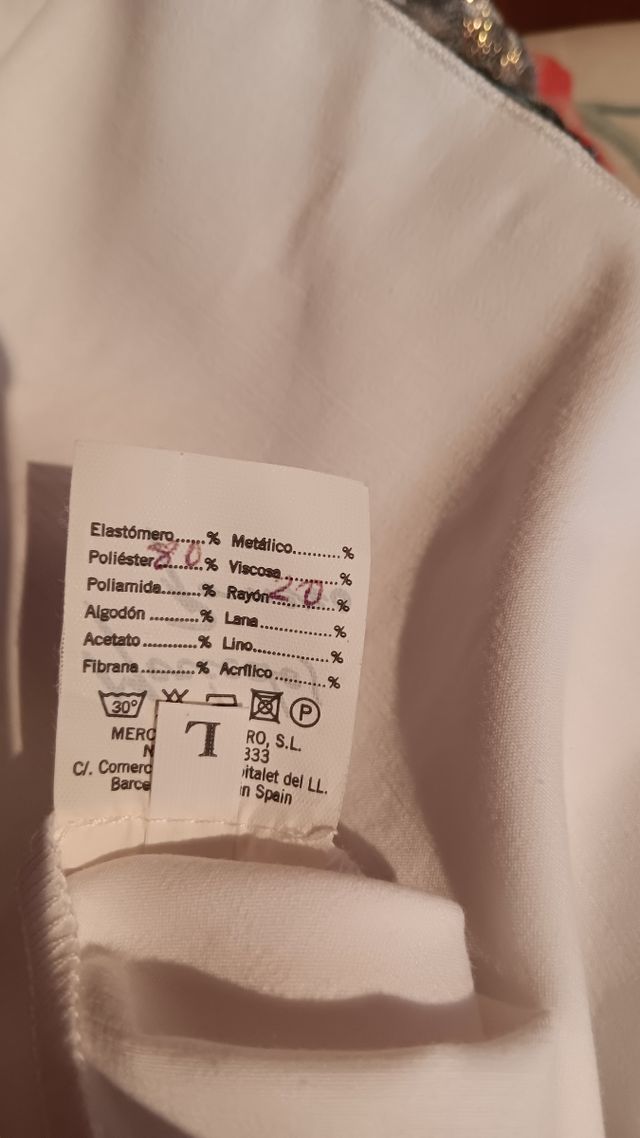 Elastómero......% Metálico..........%
Poliéster 80 ........% Viscosa............%
Poliamida........% Rayón 20 ............%
Algodón ...........% Lana...............%
Acetato ...........% Lino................%
Fibrana ...........% Acrílico ...........%
30° P
MERC RO, S.L.
N 333
C/. Comerc pitalet del LL.
Barce n Spain
L